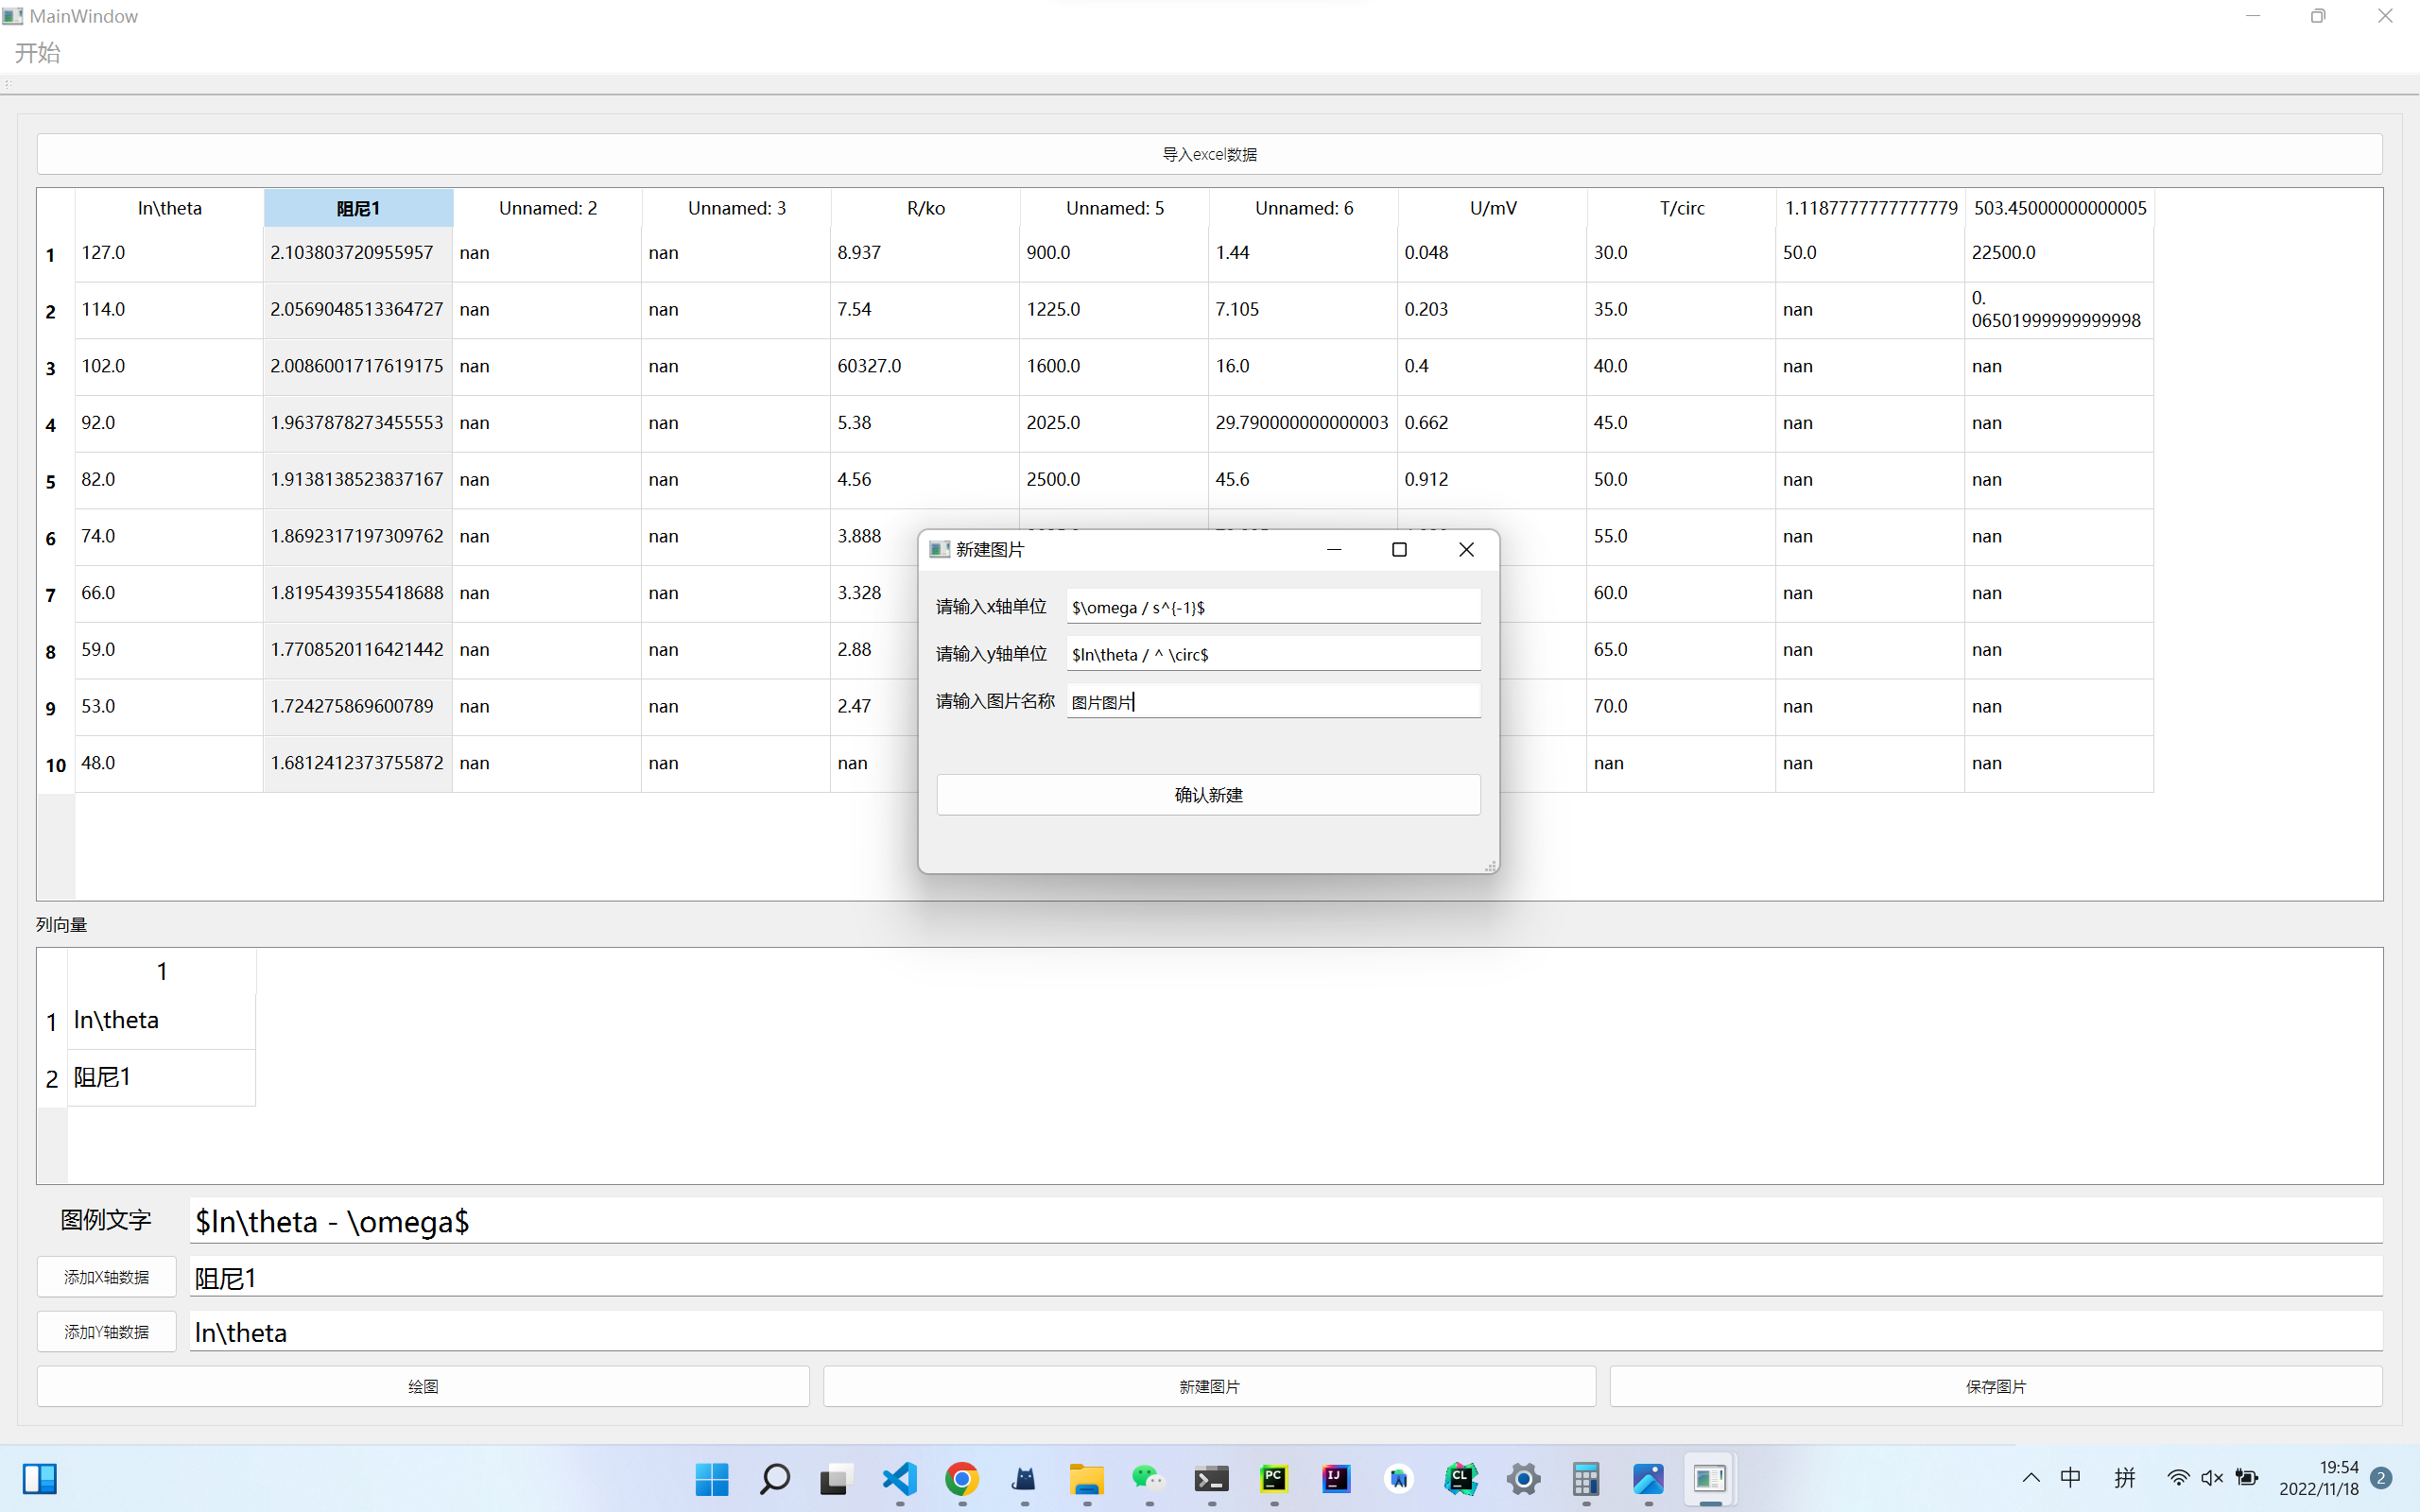 MainWindow
开始
导入excel数据
ln\theta 阻尼1 Unnamed: 2 Unnamed: 3 R/ko Unnamed: 5 Unnamed: 6 U/mV T/circ 1.1187777777777779 503.45000000000005
1 127.0 2.103803720955957 nan nan 8.937 900.0 1.44 0.048 30.0 50.0 22500.0
2 114.0 2.0569048513364727 nan nan 7.54 1225.0 7.105 0.203 35.0 nan 0.
06501999999999998
3 102.0 2.0086001717619175 nan nan 60327.0 1600.0 16.0 0.4 40.0 nan nan
4 92.0 1.9637878273455553 nan nan 5.38 2025.0 29.790000000000003 0.662 45.0 nan nan
5 82.0 1.9138138523837167 nan nan 4.56 2500.0 45.6 0.912 50.0 nan nan
6 74.0 1.8692317197309762 nan nan 3.888 55.0 nan nan
7 66.0 1.8195439355418688 nan nan 3.328 60.0 nan nan
8 59.0 1.7708520116421442 nan nan 2.88 65.0 nan nan
9 53.0 1.724275869600789 nan nan 2.47 70.0 nan nan
10 48.0 1.6812412373755872 nan nan nan nan nan nan
新建图片
请输入x轴单位 $\omega / s^{-1}$
请输入y轴单位 $ln\theta / ^ \circ$
请输入图片名称 图片图片
确认新建
列向量
1
1 ln\theta
2 阻尼1
图例文字 $ln\theta - \omega$
添加X轴数据 阻尼1
添加Y轴数据 ln\theta
绘图 新建图片 保存图片
PC IJ CL
中 拼 19:54
2022/11/18 2